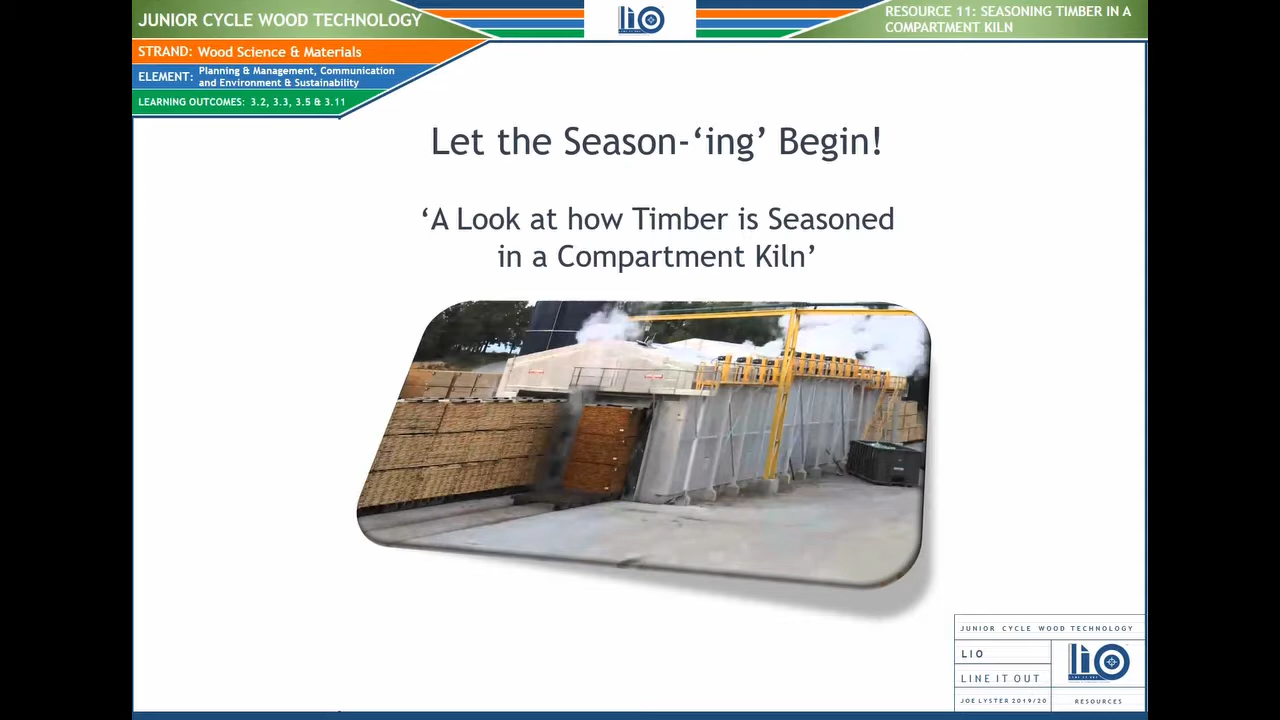 JUNIOR CYCLE WOOD TECHNOLOGY
LIO
RESOURCE 11: SEASONING TIMBER IN A
COMPARTMENT KILN
STRAND: Wood Science & Materials
ELEMENT: Planning & Management, Communication
and Environment & Sustainability
LEARNING OUTCOMES: 3.2, 3.3, 3.5 & 3.11
Let the Season-‘ing’ Begin!
‘A Look at how Timber is Seasoned
in a Compartment Kiln’
JUNIOR CYCLE WOOD TECHNOLOGY
LIO
LINE IT OUT
JOE LYSTER 2019/20
LIO
RESOURCES